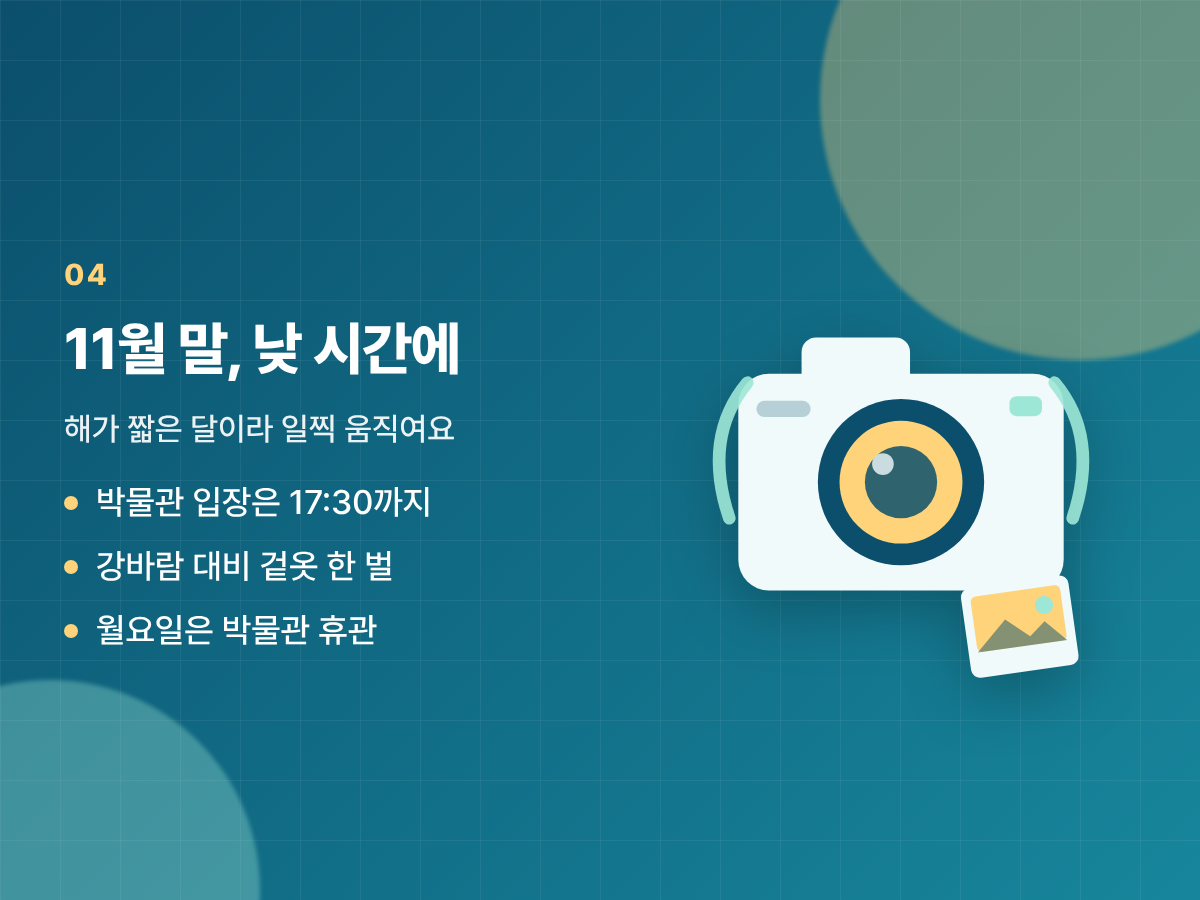 04
11월 말, 낮 시간에
해가 짧은 달이라 일찍 움직여요
박물관 입장은 17:30까지
강바람 대비 겉옷 한 벌
월요일은 박물관 휴관